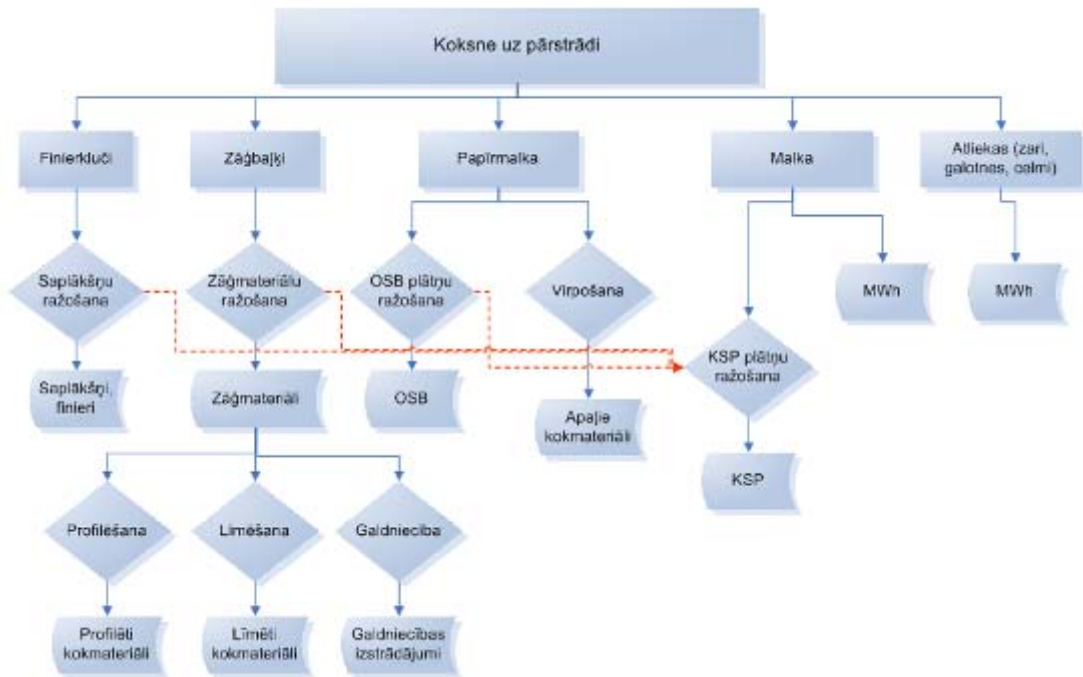 Koksne uz pārstrādi
Finierkluči
Zāģbaļķi
Papīrmalka
Malka
Atliekas (zari,
galotnes, celmi)
Saplākšņu
ražošana
Zāģmateriālu
ražošana
OSB plātņu
ražošana
Virpošana
MWh
MWh
KSP plātņu
ražošana
Saplākšņi,
finieri
Zāģmateriāli
OSB
Apaļie
kokmateriāli
KSP
Profilēšana
Līmēšana
Galdniecība
Profilēti
kokmateriāli
Līmēti
kokmateriāli
Galdniecības
izstrādājumi